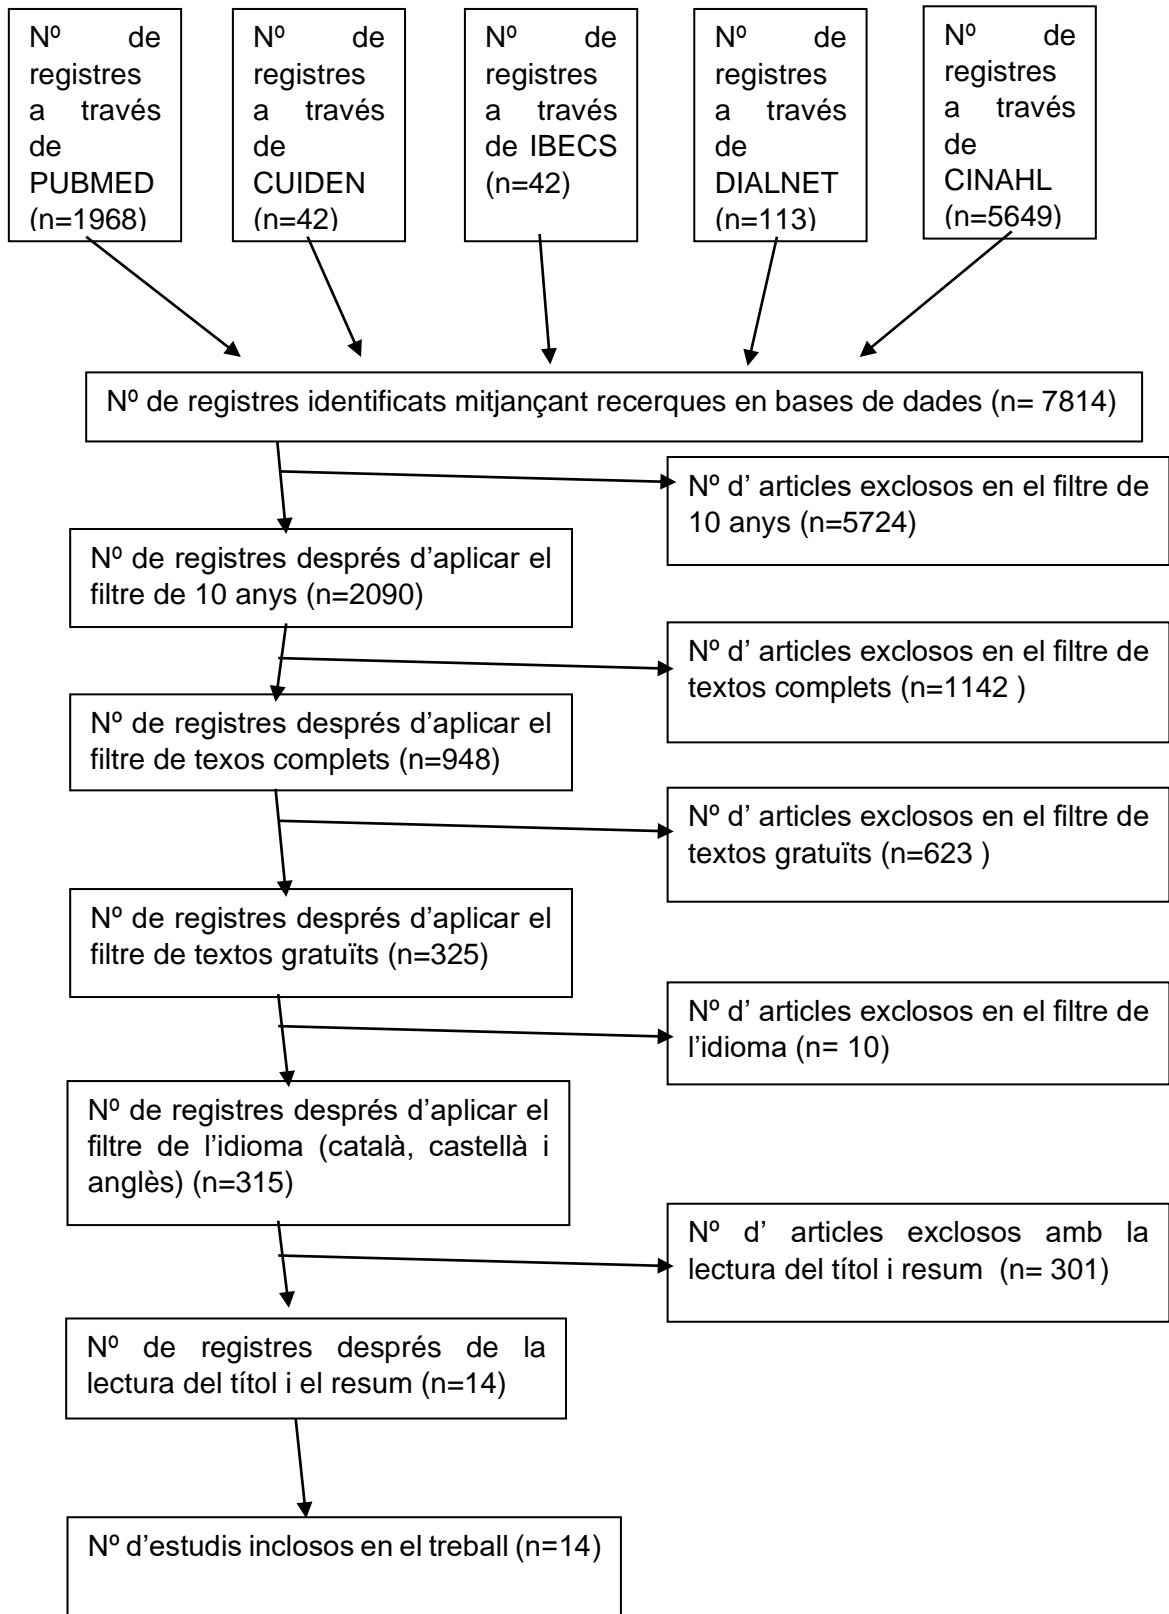 Nº de
registres
a través
de
PUBMED
(n=1968)
Nº de
registres
a través
de
CUIDEN
(n=42)
Nº de
registres
a través
de IBECS
(n=42)
Nº de
registres
a través
de
DIALNET
(n=113)
Nº de
registres
a través
de
CINAHL
(n=5649)
Nº de registres identificats mitjançant recerques en bases de dades (n= 7814)
Nº d’ articles exclosos en el filtre de
10 anys (n=5724)
Nº de registres després d’aplicar el
filtre de 10 anys (n=2090)
Nº d’ articles exclosos en el filtre de
textos complets (n=1142 )
Nº de registres després d’aplicar el
filtre de texos complets (n=948)
Nº d’ articles exclosos en el filtre de
textos gratuïts (n=623 )
Nº de registres després d’aplicar el
filtre de textos gratuïts (n=325)
Nº d’ articles exclosos en el filtre de
l’idioma (n= 10)
Nº de registres després d’aplicar el
filtre de l’idioma (català, castellà i
anglès) (n=315)
Nº d’ articles exclosos amb la
lectura del títol i resum (n= 301)
Nº de registres després de la
lectura del títol i el resum (n=14)
Nº d’estudis inclosos en el treball (n=14)